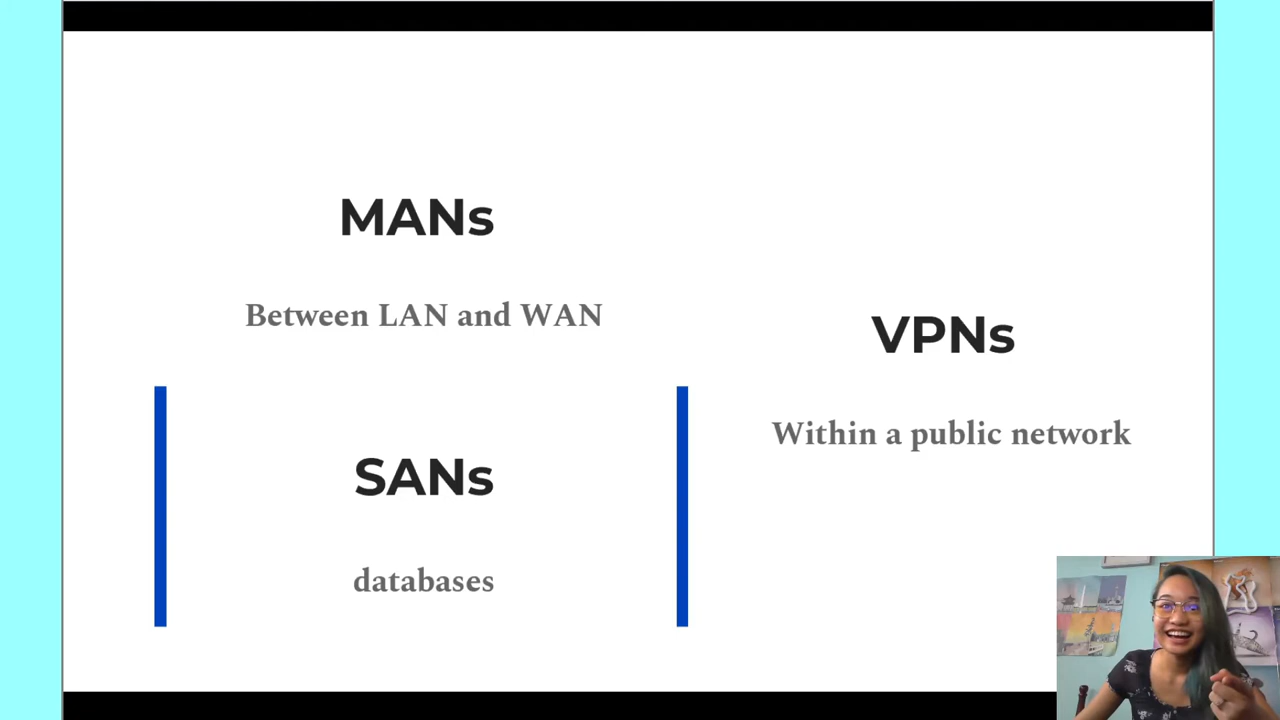 MANs
Between LAN and WAN
SANs
databases
VPNs
Within a public network